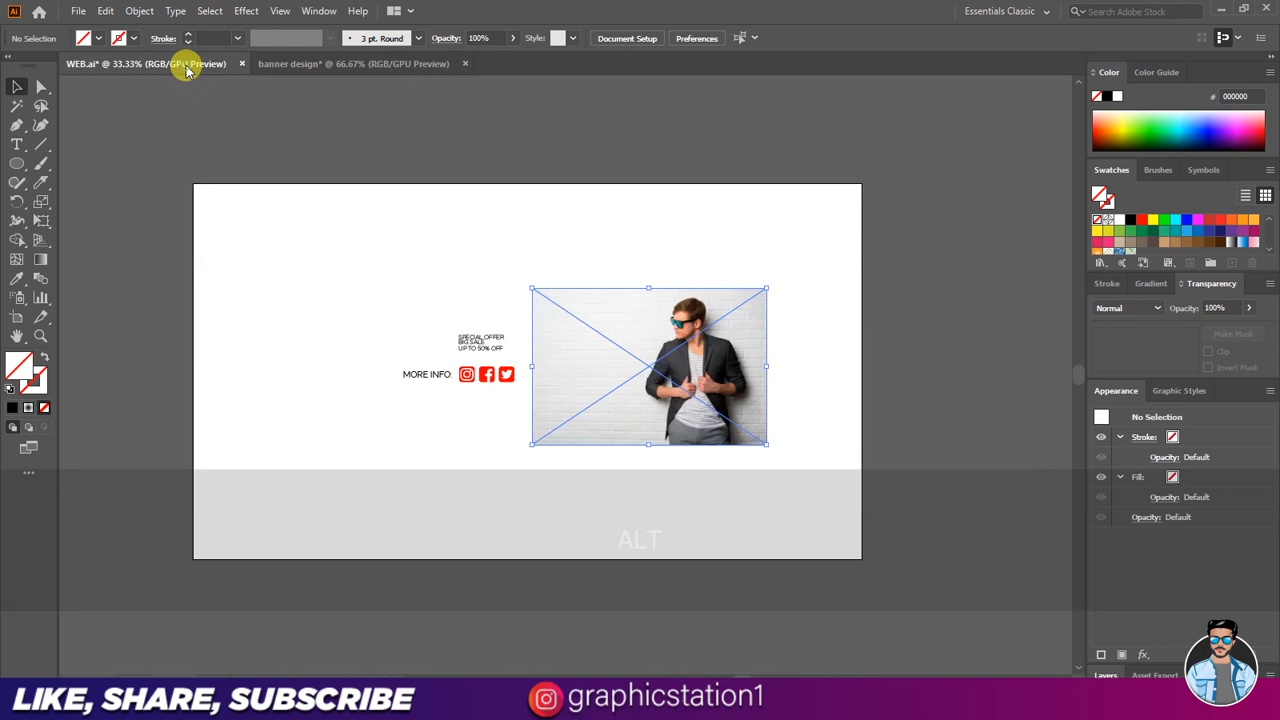 Ai File Edit Object Type Select Effect View Window Help Essentials Classic Search Adobe Stock
No Selection Stroke: 3 pt. Round Opacity: 100% Style: Document Setup Preferences
WEB.ai* @ 33.33% (RGB/GPU Preview) banner design* @ 66.67% (RGB/GPU Preview)
Color Color Guide
# 000000
Swatches Brushes Symbols
Stroke Gradient Transparency
Normal Opacity: 100%
Make Mask
Clip
Invert Mask
Appearance Graphic Styles
No Selection
Stroke:
Opacity: Default
Fill:
Opacity: Default
Opacity: Default
fx
Layers Asset Export
SPECIAL OFFER
BIG SALE
UP TO 50% OFF
MORE INFO:
ALT
LIKE, SHARE, SUBSCRIBE graphicstation1